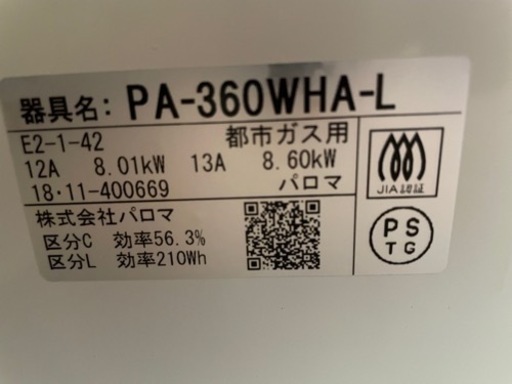 器具名: PA-360WHA-L
E2-1-42 都市ガス用
12A 8.01kW 13A 8.60kW
18･11-400669 パロマ
JIA認証
株式会社パロマ
区分C 効率56.3%
区分L 効率210Wh
PS
TG